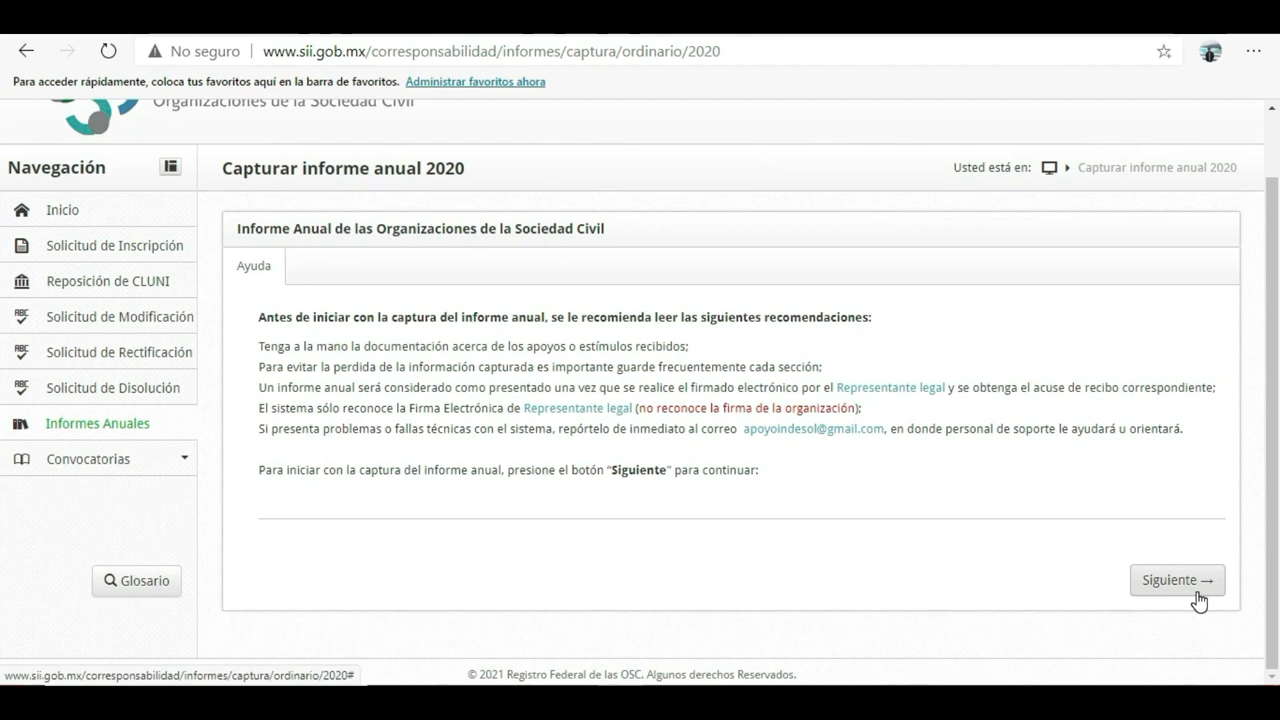 No seguro
www.sii.gob.mx/corresponsabilidad/informes/captura/ordinario/2020
Para acceder rápidamente, coloca tus favoritos aquí en la barra de favoritos. Administrar favoritos ahora
Organizaciones de la Sociedad Civil
Navegación
Capturar informe anual 2020
Usted está en: Capturar informe anual 2020
Inicio
Solicitud de Inscripción
Reposición de CLUNI
ABC Solicitud de Modificación
ABC Solicitud de Rectificación
ABC Solicitud de Disolución
Informes Anuales
Convocatorias
Glosario
Informe Anual de las Organizaciones de la Sociedad Civil
Ayuda
Antes de iniciar con la captura del informe anual, se le recomienda leer las siguientes recomendaciones:
Tenga a la mano la documentación acerca de los apoyos o estímulos recibidos;
Para evitar la perdida de la información capturada es importante guarde frecuentemente cada sección;
Un informe anual será considerado como presentado una vez que se realice el firmado electrónico por el Representante legal y se obtenga el acuse de recibo correspondiente;
El sistema sólo reconoce la Firma Electrónica de Representante legal (no reconoce la firma de la organización);
Si presenta problemas o fallas técnicas con el sistema, repórtelo de inmediato al correo apoyoindesol@gmail.com, en donde personal de soporte le ayudará u orientará.
Para iniciar con la captura del informe anual, presione el botón "Siguiente" para continuar:
Siguiente →
www.sii.gob.mx/corresponsabilidad/informes/captura/ordinario/2020#
© 2021 Registro Federal de las OSC. Algunos derechos Reservados.